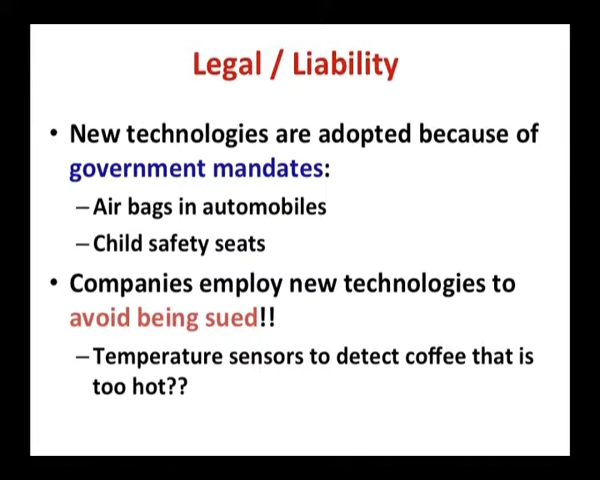 Legal / Liability
• New technologies are adopted because of
government mandates:
–Air bags in automobiles
–Child safety seats
• Companies employ new technologies to
avoid being sued!!
–Temperature sensors to detect coffee that is
too hot??